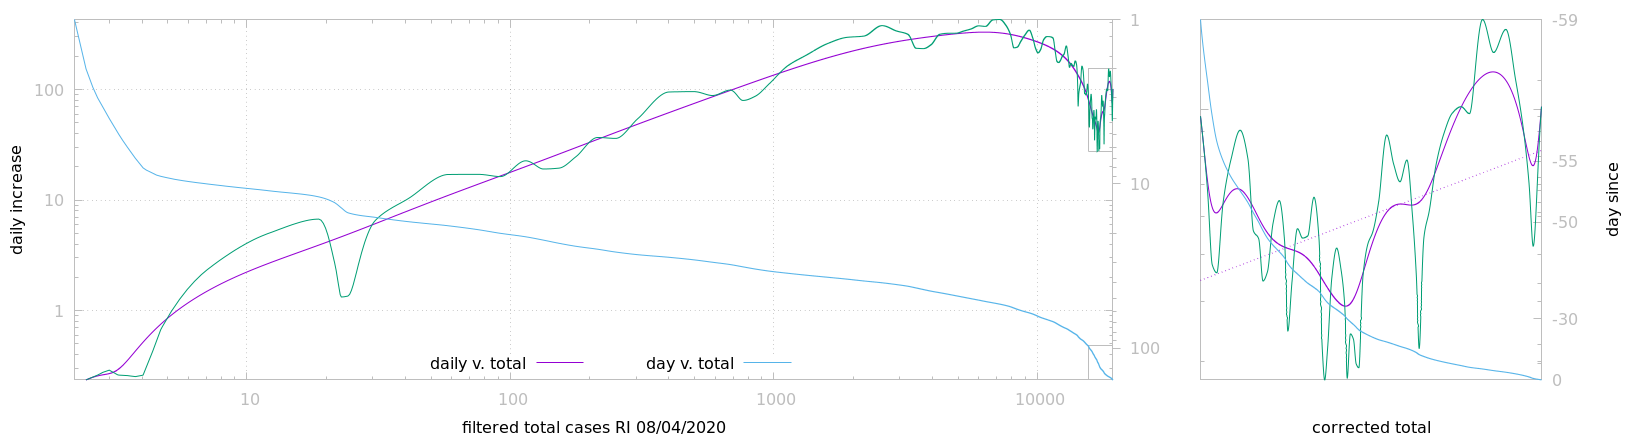 daily increase
100
10
1
10
100
1000
10000
1
10
100
daily v. total
day v. total
filtered total cases RI 08/04/2020
-59
-55
-50
-30
0
day since
corrected total